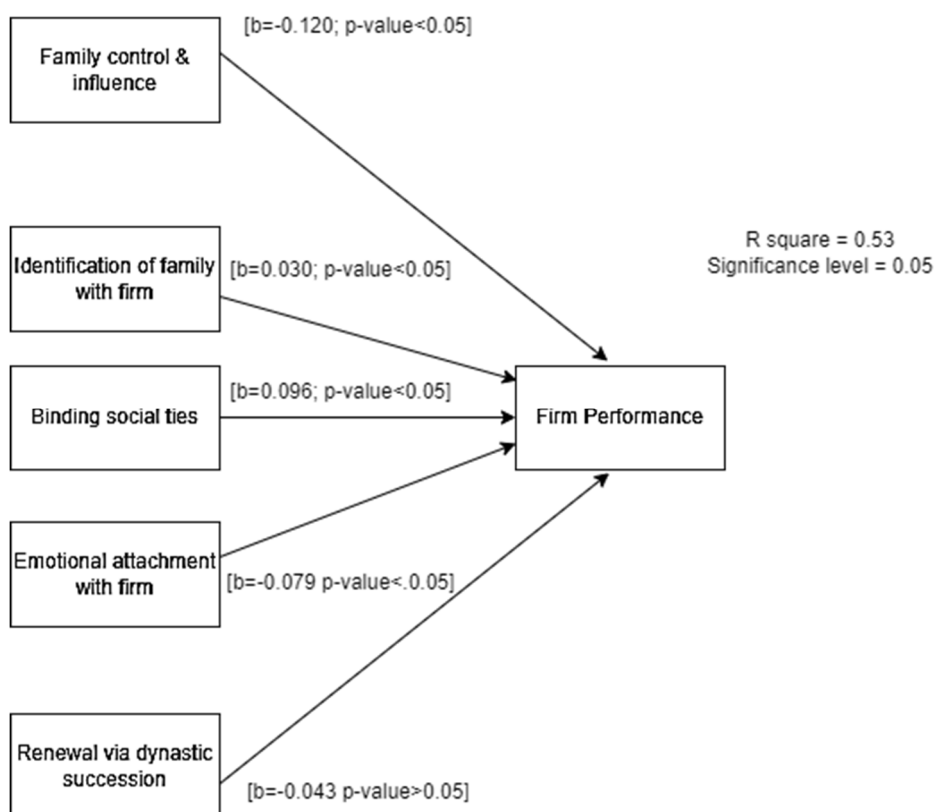 [b=-0.120; p-value<0.05]
Family control &
influence
R square = 0.53
Significance level = 0.05
Identification of family
with firm
[b=0.030; p-value<0.05]
Binding social ties
[b=0.096; p-value<0.05]
Firm Performance
Emotional attachment
with firm
[b=-0.079 p-value<.0.05]
Renewal via dynastic
succession
[b=-0.043 p-value>0.05]